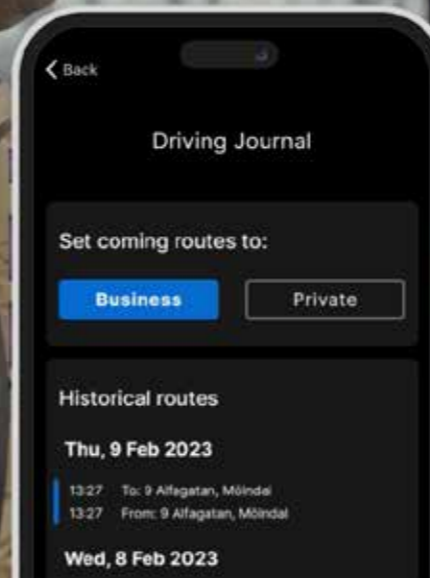 Back
Driving Journal
Set coming routes to:
Business Private
Historical routes
Thu, 9 Feb 2023
13:27 To: 9 Alfagatan, Mölndal
13:27 From: 9 Alfagatan, Mölndal
Wed, 8 Feb 2023